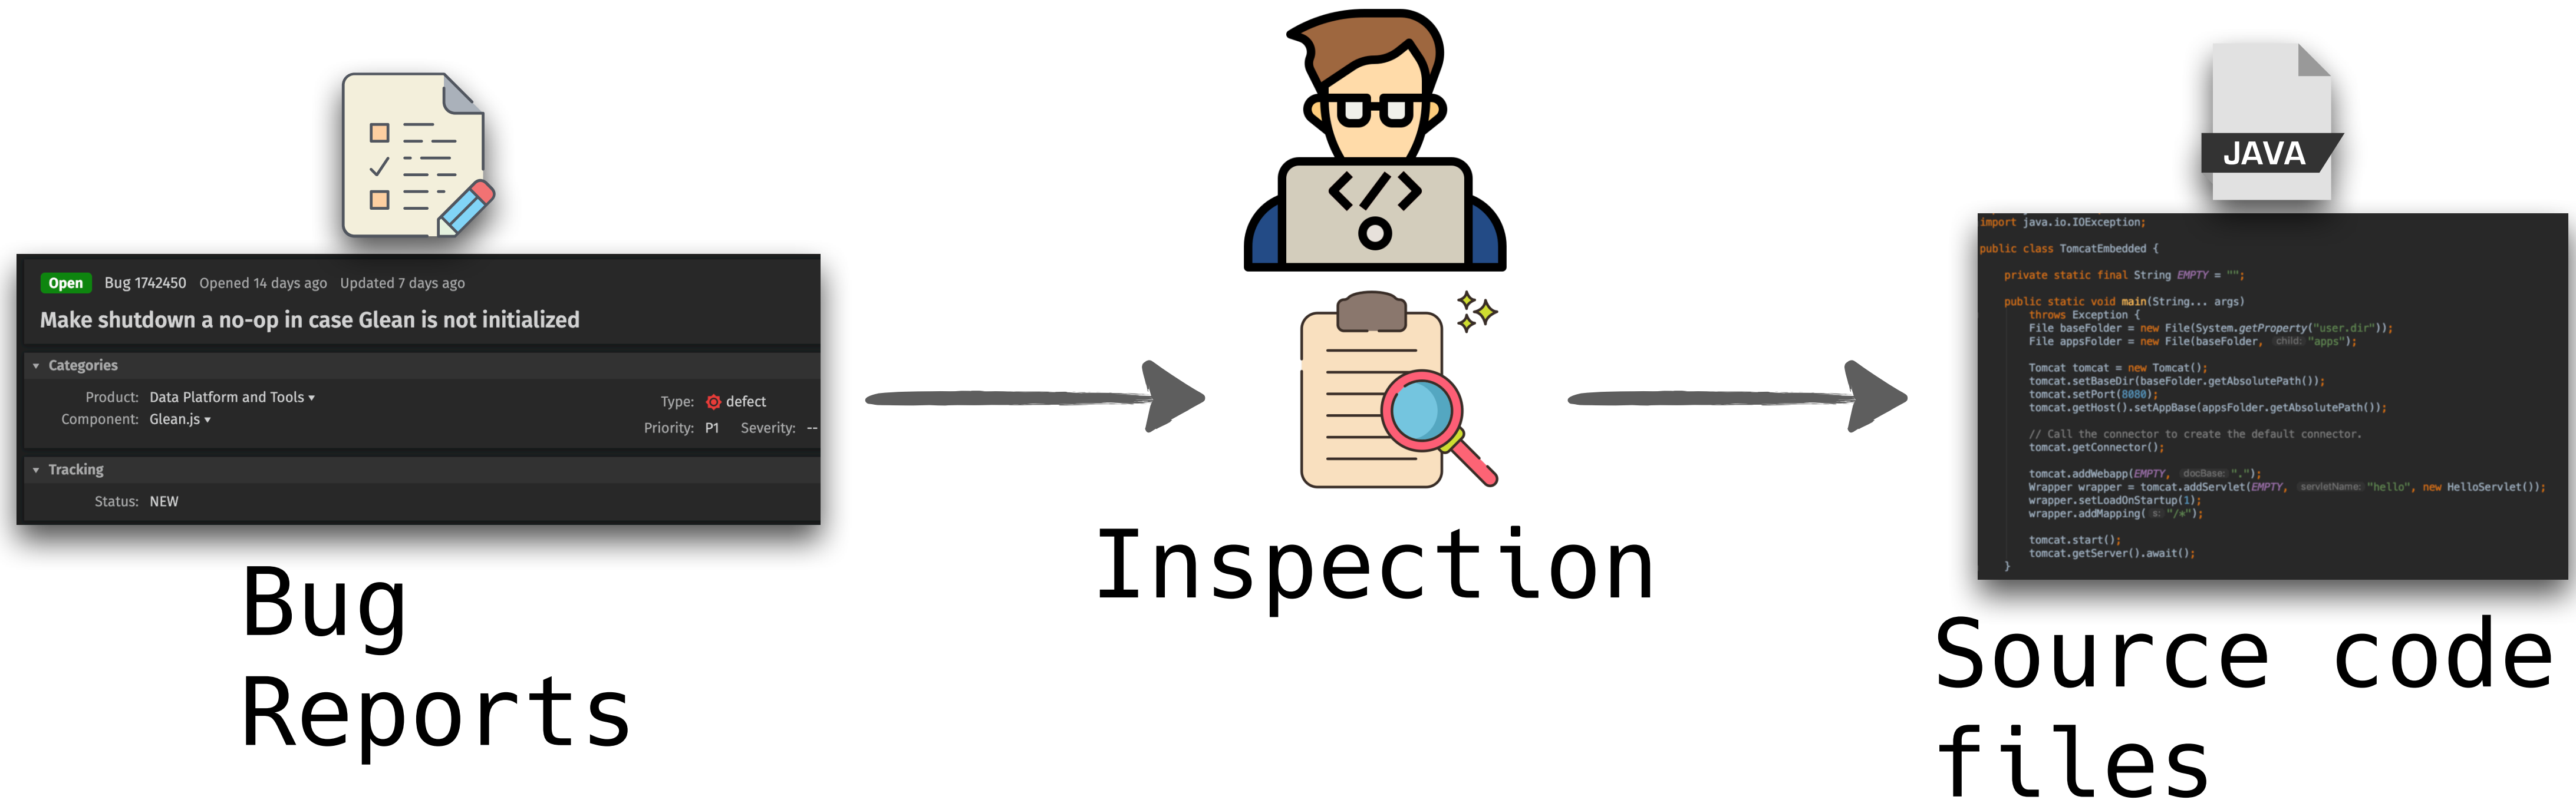 Open Bug 1742450 Opened 14 days ago Updated 7 days ago
Make shutdown a no-op in case Glean is not initialized
Categories
Product: Data Platform and Tools
Component: Glean.js
Type: defect
Priority: P1 Severity: --
Tracking
Status: NEW
Bug
Reports
</>
Inspection
JAVA
import java.io.IOException;
public class TomcatEmbedded {
private static final String EMPTY = "";
public static void main(String... args)
throws Exception {
File baseFolder = new File(System.getProperty("user.dir"));
File appsFolder = new File(baseFolder, child: "apps");
Tomcat tomcat = new Tomcat();
tomcat.setBaseDir(baseFolder.getAbsolutePath());
tomcat.setPort(8080);
tomcat.getHost().setAppBase(appsFolder.getAbsolutePath());
// Call the connector to create the default connector.
tomcat.getConnector();
tomcat.addWebapp(EMPTY, docBase: ".");
Wrapper wrapper = tomcat.addServlet(EMPTY, servletName: "hello", new HelloServlet());
wrapper.setLoadOnStartup(1);
wrapper.addMapping( s: "/*");
tomcat.start();
tomcat.getServer().await();
}
Source code
files